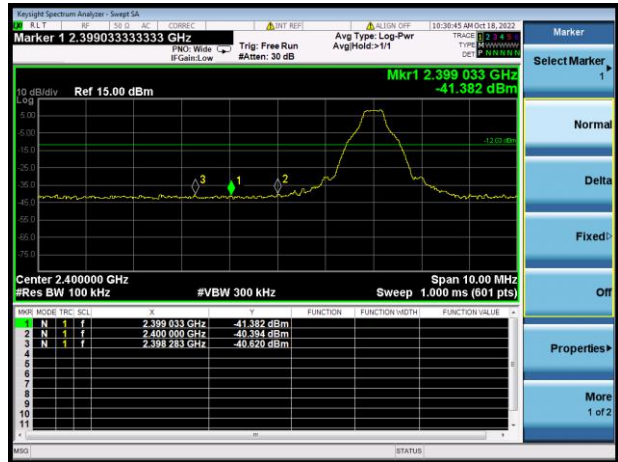 Keysight Spectrum Analyzer - Swept SA
RLT RF 50 Ω AC CORREC INT REF ALIGN OFF 10:30:45 AM Oct 18, 2022
Marker 1 2.399033333333 GHz
PNO: Wide
IFGain:Low
Trig: Free Run
#Atten: 30 dB
Avg Type: Log-Pwr
Avg|Hold:>1/1
TRACE 1 2 3 4 5 6
TYPE M W W W W W
DET P N N N N N
Mkr1 2.399 033 GHz
-41.382 dBm
10 dB/div Ref 15.00 dBm
Log
5.00
-5.00
-15.0
-25.0
-35.0
-45.0
-55.0
-65.0
-75.0
-12.03 dBm
3 1 2
Center 2.400000 GHz Span 10.00 MHz
#Res BW 100 kHz #VBW 300 kHz Sweep 1.000 ms (601 pts)
MKR MODE TRC SCL X Y FUNCTION FUNCTION WIDTH FUNCTION VALUE
1 N 1 f 2.399 033 GHz -41.382 dBm
2 N 1 f 2.400 000 GHz -40.394 dBm
3 N 1 f 2.398 283 GHz -40.620 dBm
4
5
6
7
8
9
10
11
MSG STATUS
Marker
Select Marker
1
Normal
Delta
Fixed
Off
Properties
More
1 of 2